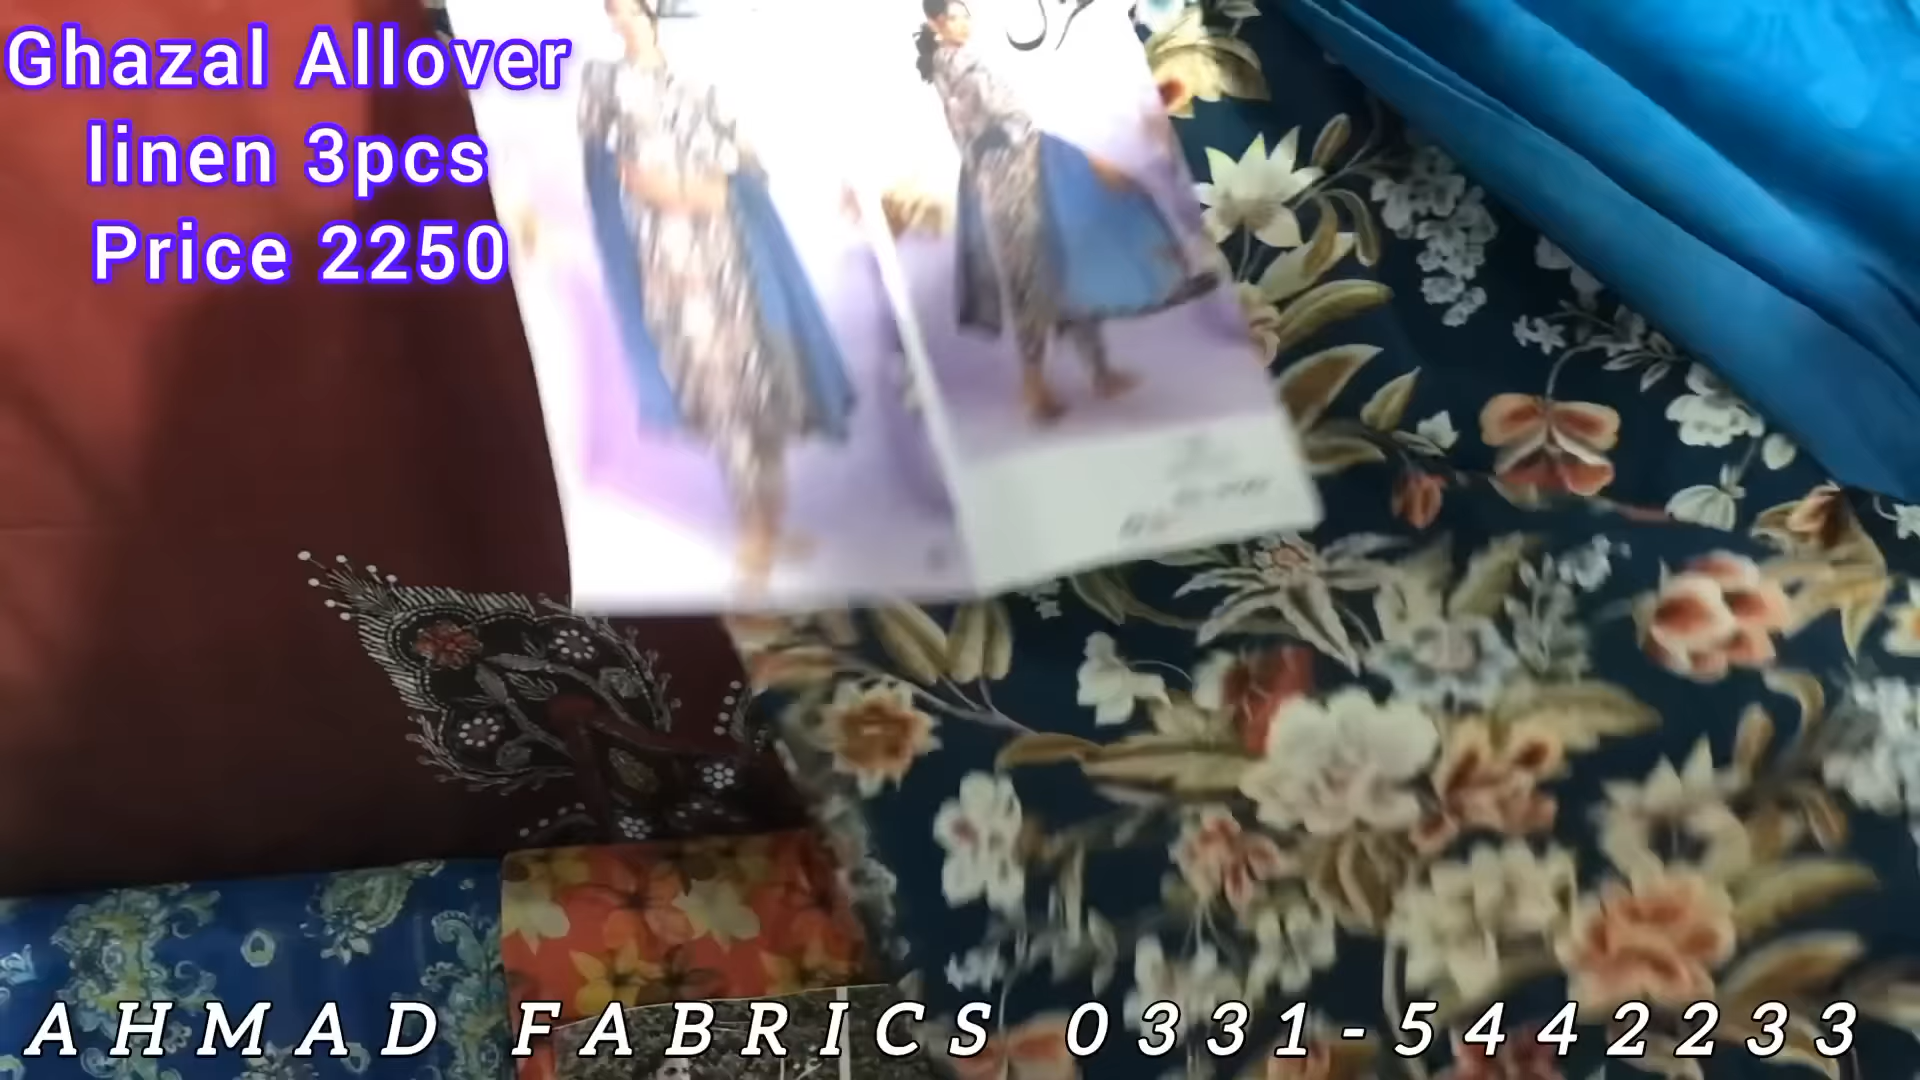 Ghazal Allover
linen 3pcs
Price 2250
AHMAD FABRICS 0331-5442233